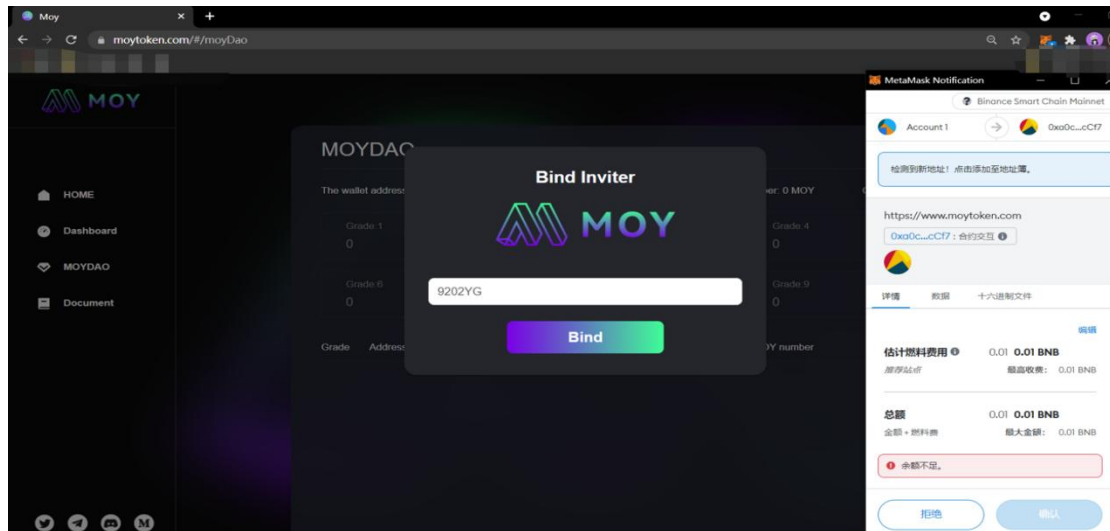 Moy
moytoken.com/#/moyDao
MOY
HOME
Dashboard
MOYDAO
Document
MOYDAO
The wallet address
ber: 0 MOY
Grade 1
0
Grade 4
0
Grade 6
0
Grade 9
0
Grade Address
number
Bind Inviter
MOY
9202YG
Bind
MetaMask Notification
Binance Smart Chain Mainnet
Account 1
0xa0c...cCf7
检测到新地址！点击添加至地址簿。
https://www.moytoken.com
0xa0c...cCf7 : 合约交互
详情 数据 十六进制文件
编辑
估计燃料费用 0.01 0.01 BNB
推荐站点 最高收费： 0.01 BNB
总额 0.01 0.01 BNB
金额 + 燃料费 最大金额： 0.01 BNB
余额不足。
拒绝
确认